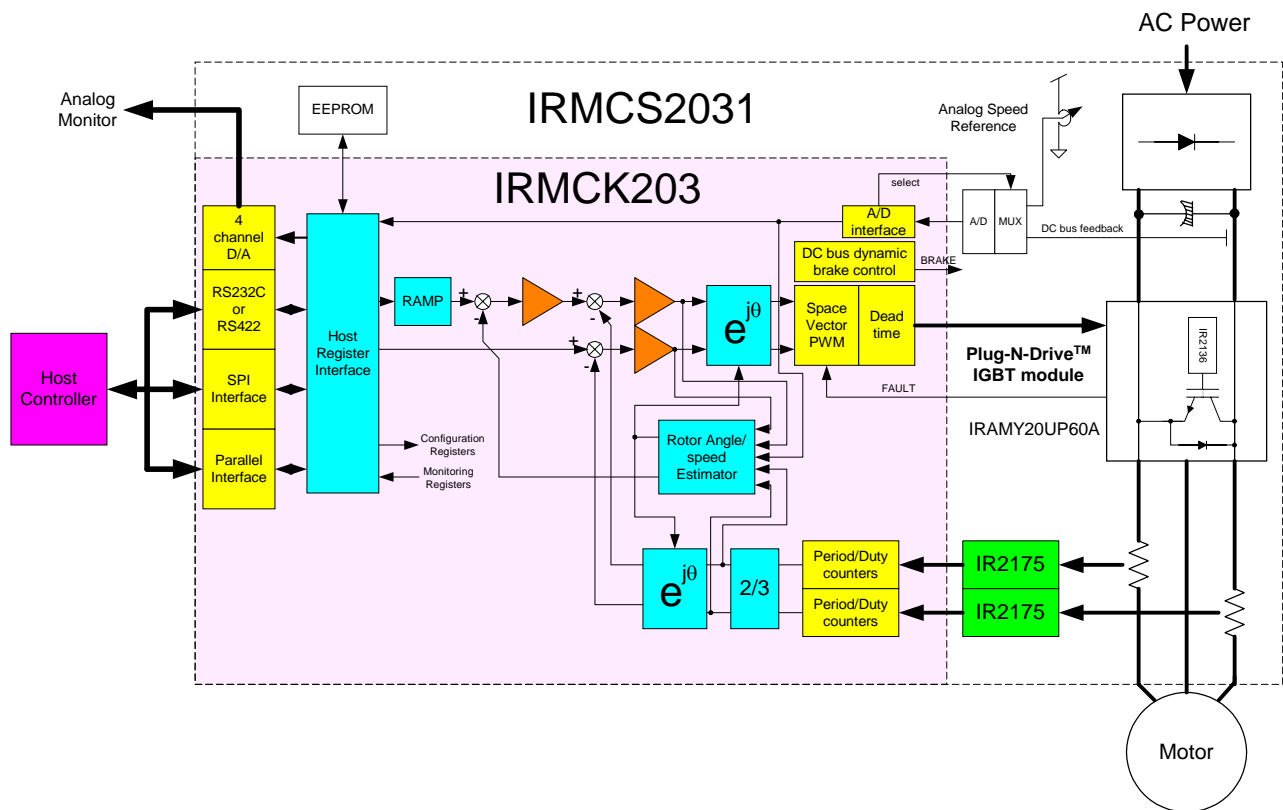 AC Power
Analog
Monitor
EEPROM
IRMCS2031
Analog Speed
Reference
IRMCK203
select
4
channel
D/A
A/D
interface
A/D
MUX
DC bus feedback
DC bus dynamic
brake control
BRAKE
RS232C
or
RS422
Host
Register
Interface
RAMP
+
-
+
-
+
-
e
jθ
Space
Vector
PWM
Dead
time
Plug-N-Drive™
IGBT module
IR2136
FAULT
IRAMY20UP60A
Host
Controller
SPI
Interface
Parallel
Interface
Configuration
Registers
Monitoring
Registers
Rotor Angle/
speed
Estimator
e
jθ
2/3
Period/Duty
counters
Period/Duty
counters
IR2175
IR2175
Motor